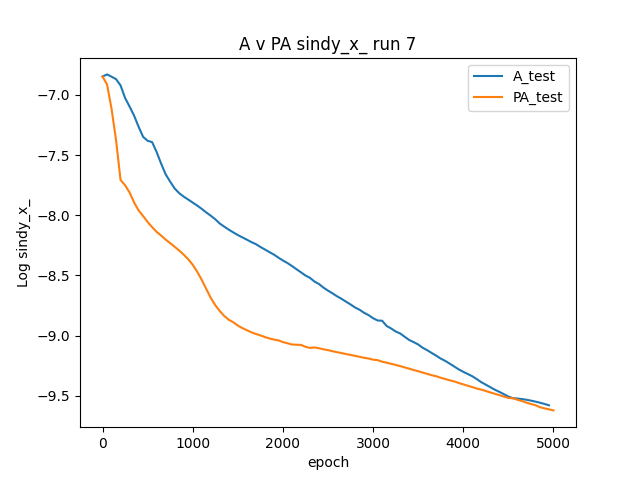 A v PA sindy_x_ run 7
A_test
PA_test
−7.0
−7.5
−8.0
−8.5
−9.0
−9.5
Log sindy_x_
0 1000 2000 3000 4000 5000
epoch